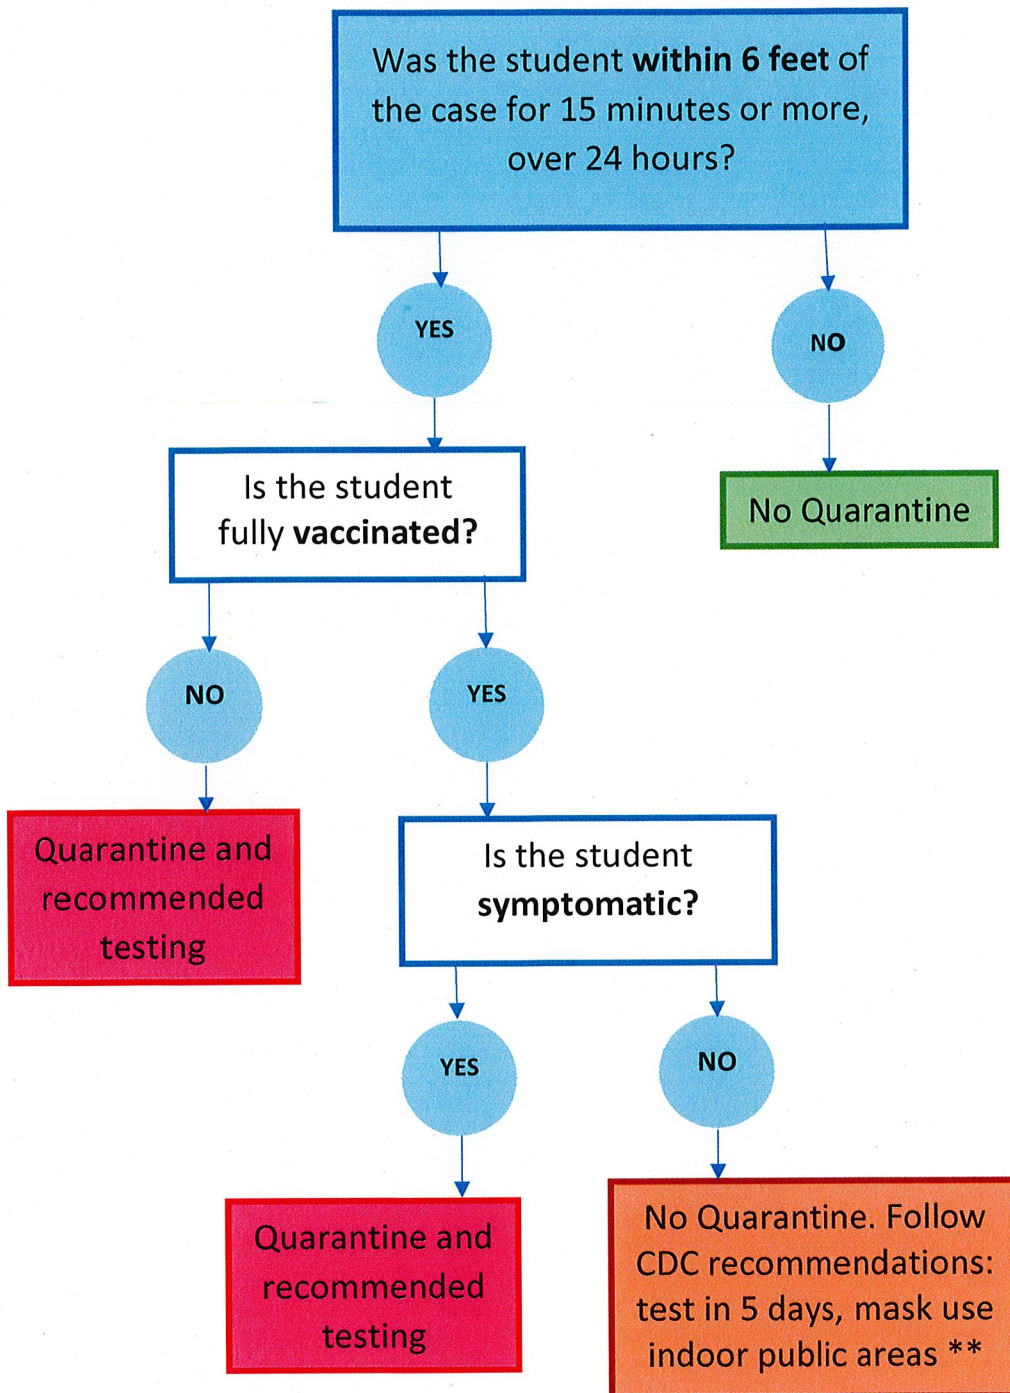 Was the student within 6 feet of
the case for 15 minutes or more,
over 24 hours?
YES
NO
Is the student
fully vaccinated?
No Quarantine
NO
YES
Quarantine and
recommended
testing
Is the student
symptomatic?
YES
NO
Quarantine and
recommended
testing
No Quarantine. Follow
CDC recommendations:
test in 5 days, mask use
indoor public areas **